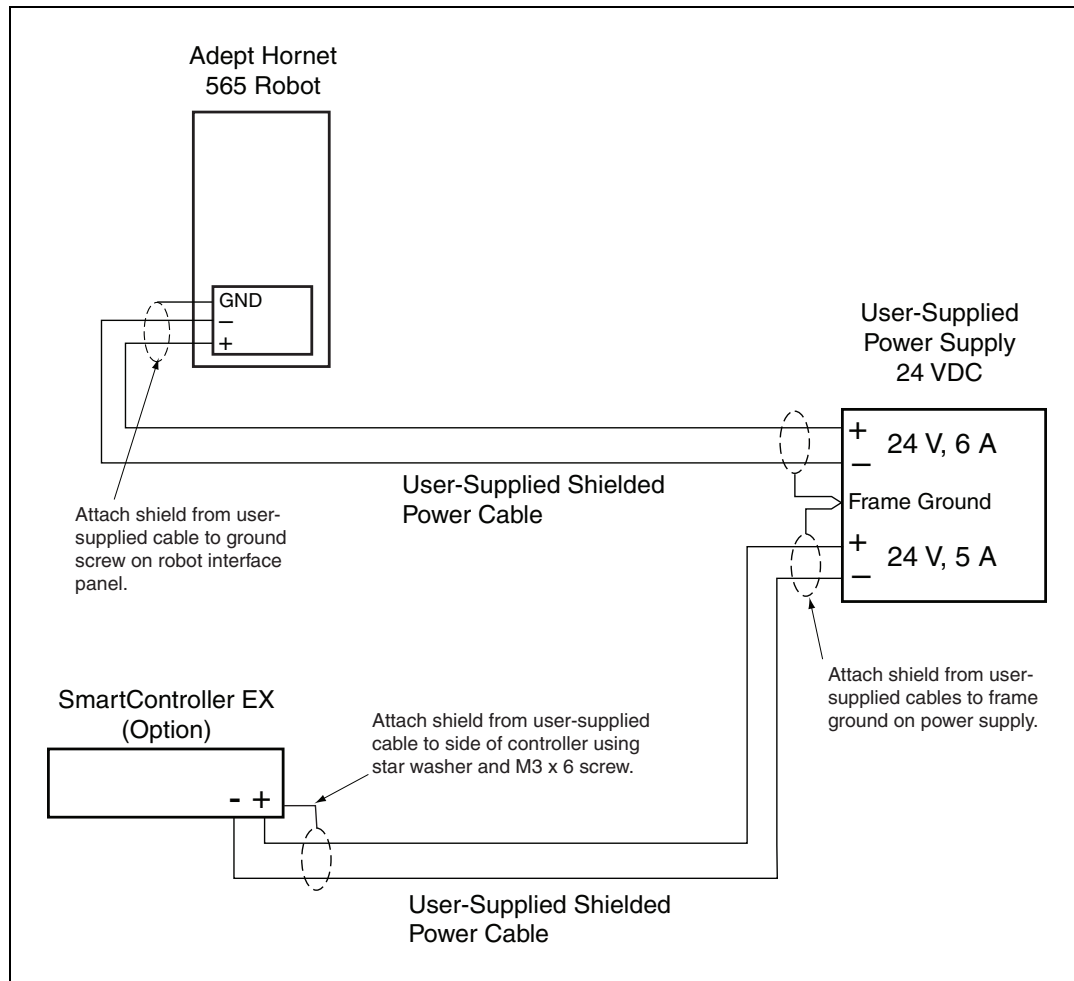 Adept Hornet
565 Robot
GND
–
+
User-Supplied
Power Supply
24 VDC
+
24 V, 6 A
–
Frame Ground
+
24 V, 5 A
–
User-Supplied Shielded
Power Cable
Attach shield from user-
supplied cable to ground
screw on robot interface
panel.
Attach shield from user-
supplied cables to frame
ground on power supply.
SmartController EX
(Option)
- +
Attach shield from user-supplied
cable to side of controller using
star washer and M3 x 6 screw.
User-Supplied Shielded
Power Cable